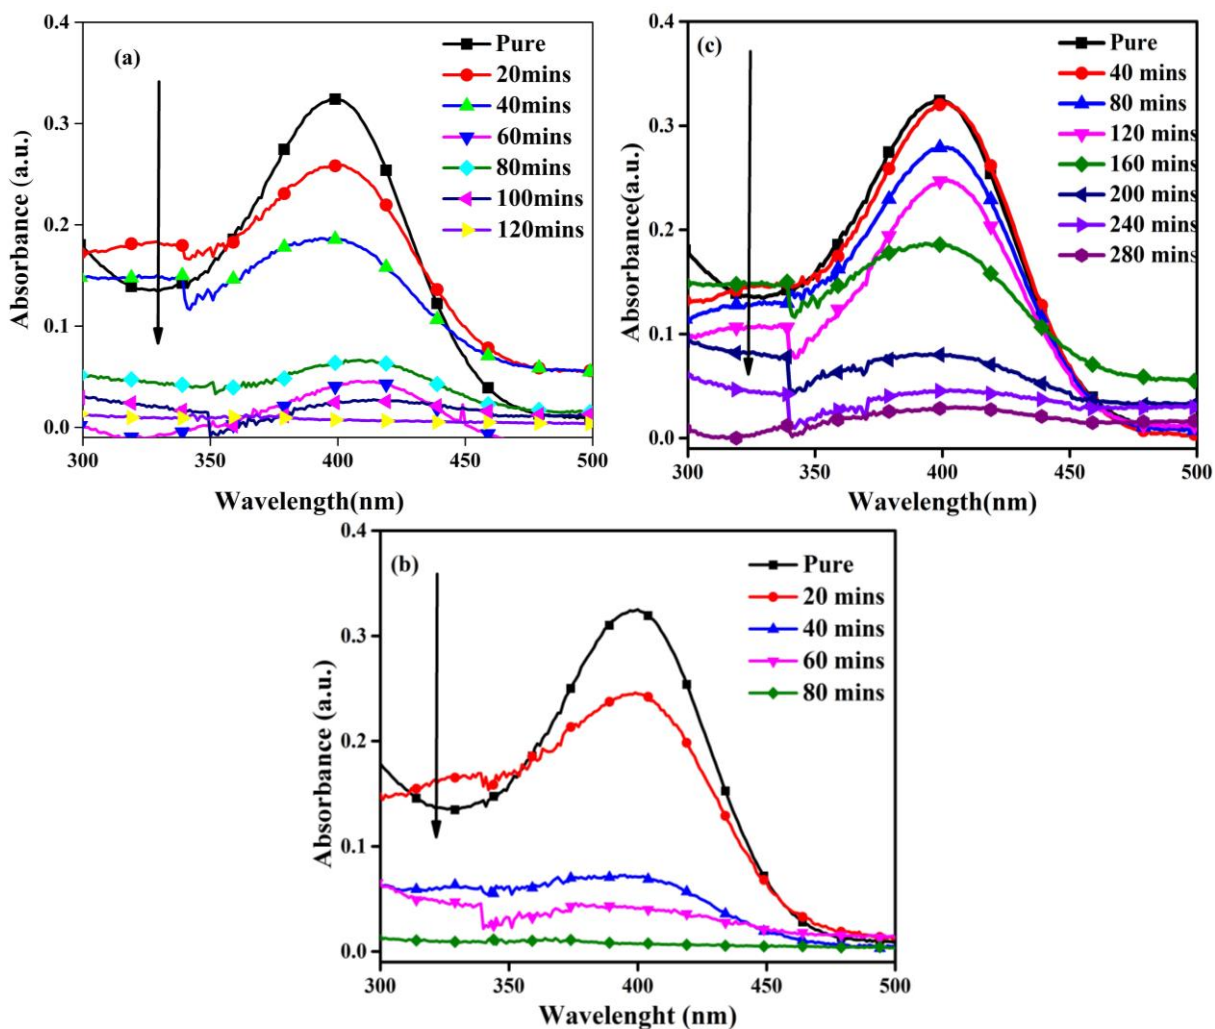 (a)
Pure
20mins
40mins
60mins
80mins
100mins
120mins
0.4
0.3
0.2
0.1
0.0
Absorbance (a.u.)
300 350 400 450 500
Wavelength(nm)
(c)
Pure
40 mins
80 mins
120 mins
160 mins
200 mins
240 mins
280 mins
0.4
0.3
0.2
0.1
0.0
Absorbance(a.u.)
300 350 400 450 500
Wavelength(nm)
(b)
Pure
20 mins
40 mins
60 mins
80 mins
0.4
0.3
0.2
0.1
0.0
Absorbance (a.u.)
300 350 400 450 500
Wavelenght (nm)